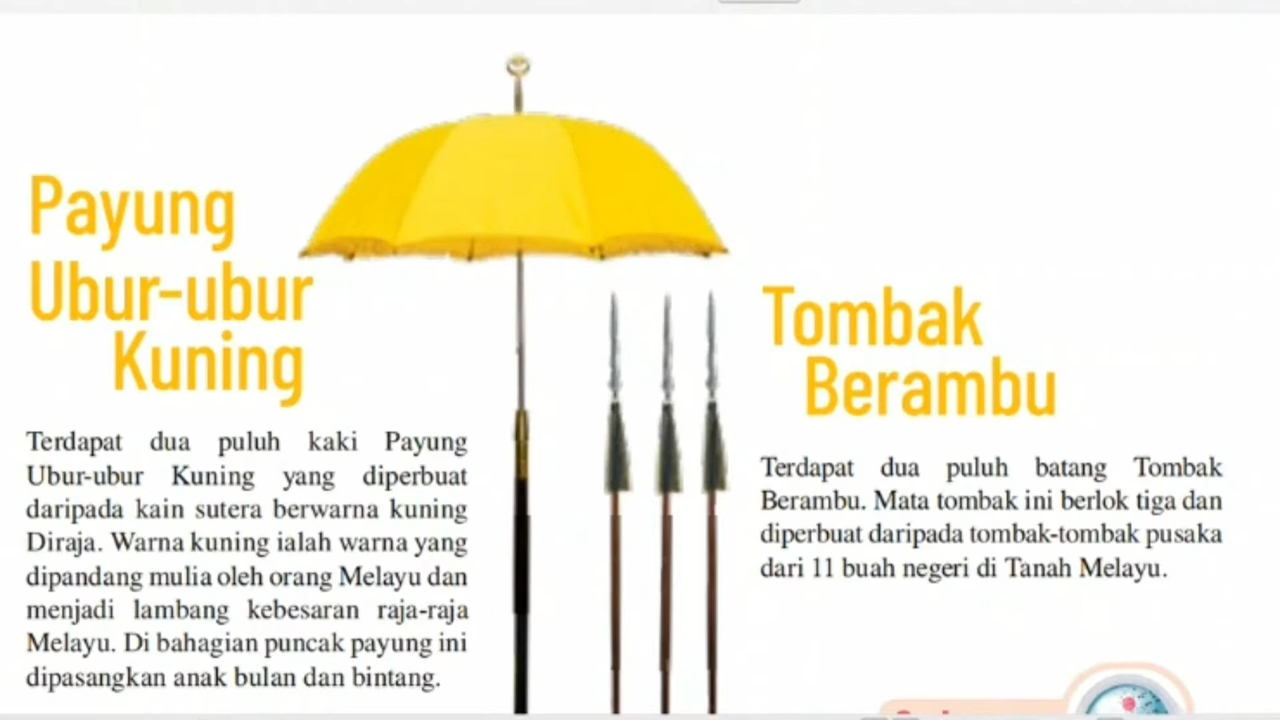 Payung
Ubur-ubur
Kuning
Terdapat dua puluh kaki Payung
Ubur-ubur Kuning yang diperbuat
daripada kain sutera berwarna kuning
Diraja. Warna kuning ialah warna yang
dipandang mulia oleh orang Melayu dan
menjadi lambang kebesaran raja-raja
Melayu. Di bahagian puncak payung ini
dipasangkan anak bulan dan bintang.
Tombak
Berambu
Terdapat dua puluh batang Tombak
Berambu. Mata tombak ini berlok tiga dan
diperbuat daripada tombak-tombak pusaka
dari 11 buah negeri di Tanah Melayu.